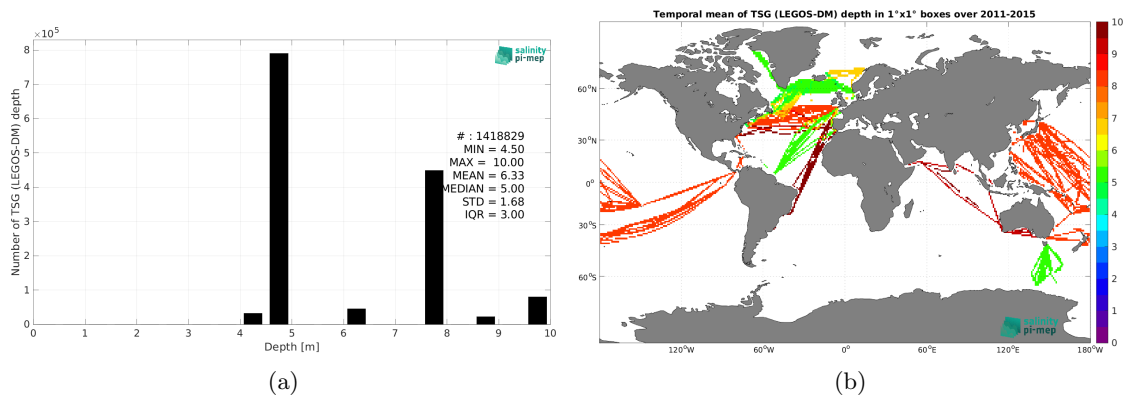 ×10⁵
8
7
6
5
4
3
2
1
0
Number of TSG (LEGOS-DM) depth
salinity
pi-mep
# : 1418829
MIN = 4.50
MAX = 10.00
MEAN = 6.33
MEDIAN = 5.00
STD = 1.68
IQR = 3.00
0 1 2 3 4 5 6 7 8 9 10
Depth [m]
(a)
Temporal mean of TSG (LEGOS-DM) depth in 1°x1° boxes over 2011-2015
60°N
30°N
0°
30°S
60°S
120°W 60°W 0° 60°E 120°E 180°W
salinity
pi-mep
10
9
8
7
6
5
4
3
2
1
0
(b)